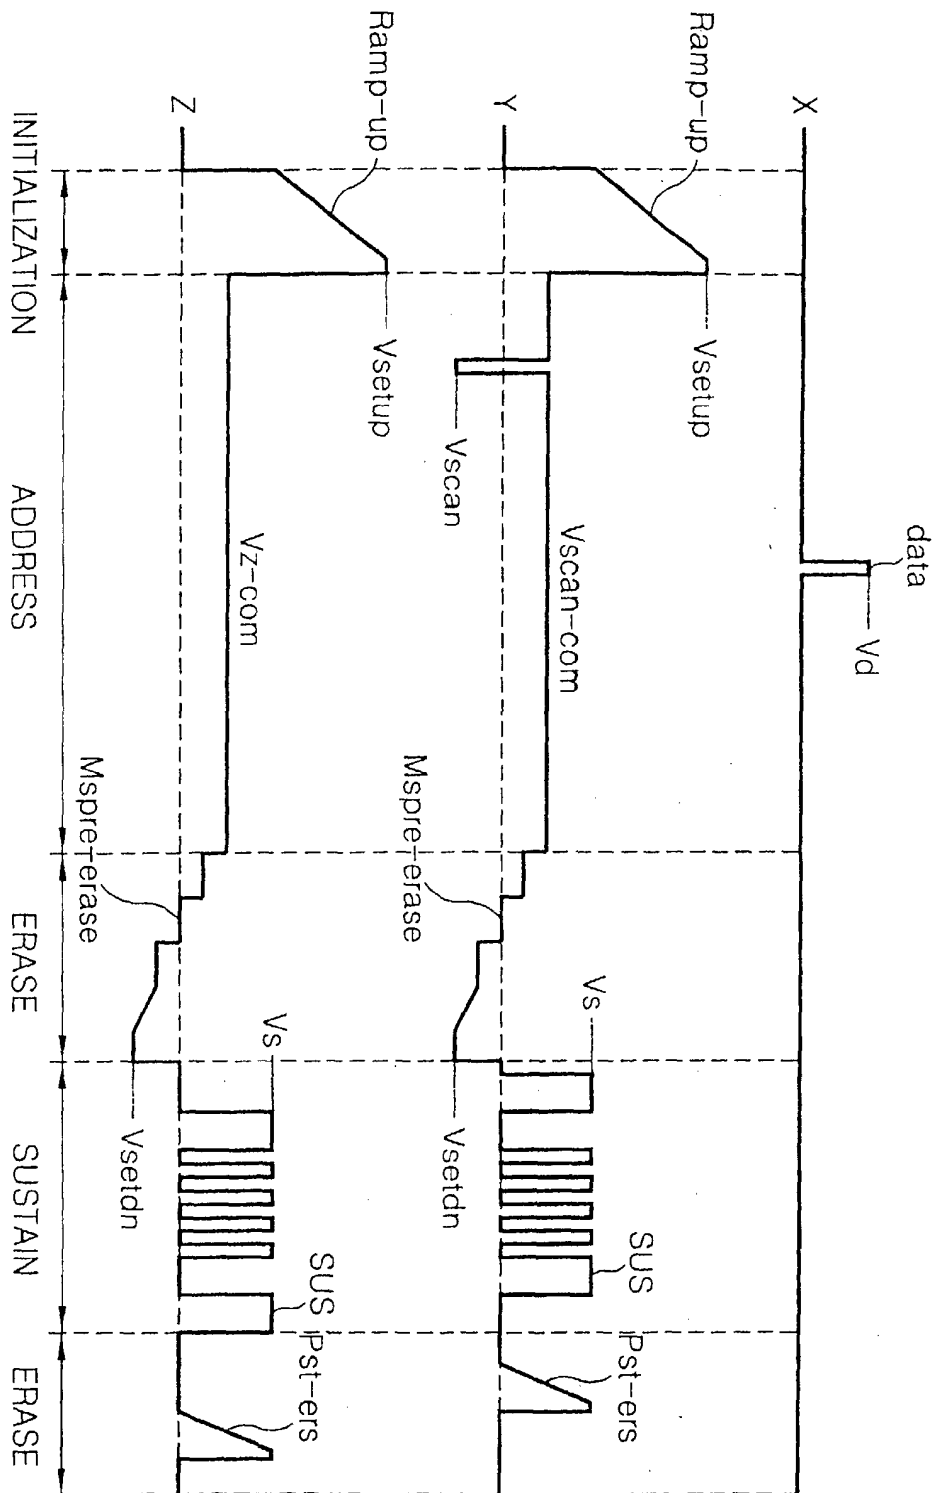 data
Vd
X
Ramp-up
Vsetup
Vscan-com
Vs
SUS
Pst-ers
Y
Vscan
Mspre-erase
Vsetdn
Ramp-up
Vsetup
Vz-com
Vs
SUS
Pst-ers
Z
Mspre-erase
Vsetdn
INITIALIZATION
ADDRESS
ERASE
SUSTAIN
ERASE